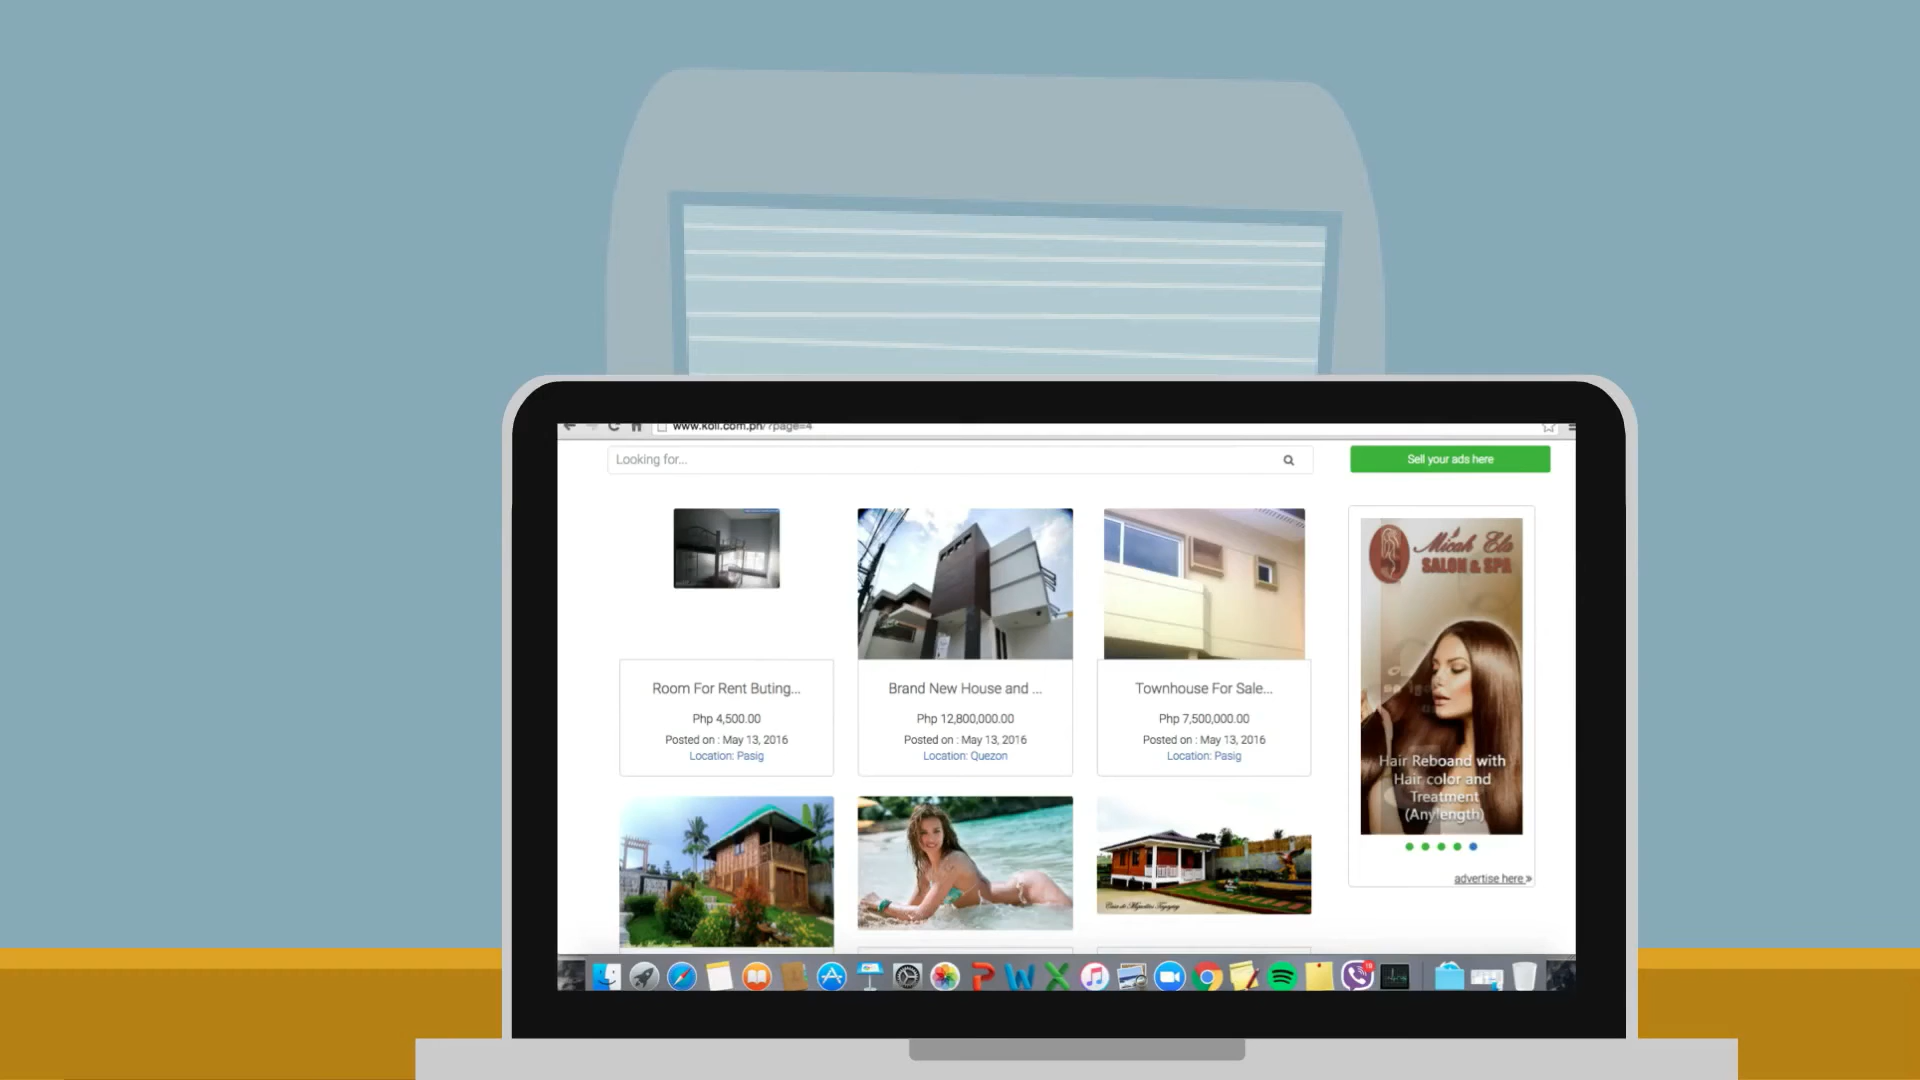 www.koii.com.ph/?page=4
Looking for...
Sell your ads here
Micah Ela
SALON & SPA
Room For Rent Buting...
Php 4,500.00
Posted on : May 13, 2016
Location: Pasig
Brand New House and ...
Php 12,800,000.00
Posted on : May 13, 2016
Location: Quezon
Townhouse For Sale...
Php 7,500,000.00
Posted on : May 13, 2016
Location: Pasig
Hair Reboand with
Hair color and
Treatment
(Any length)
advertise here »